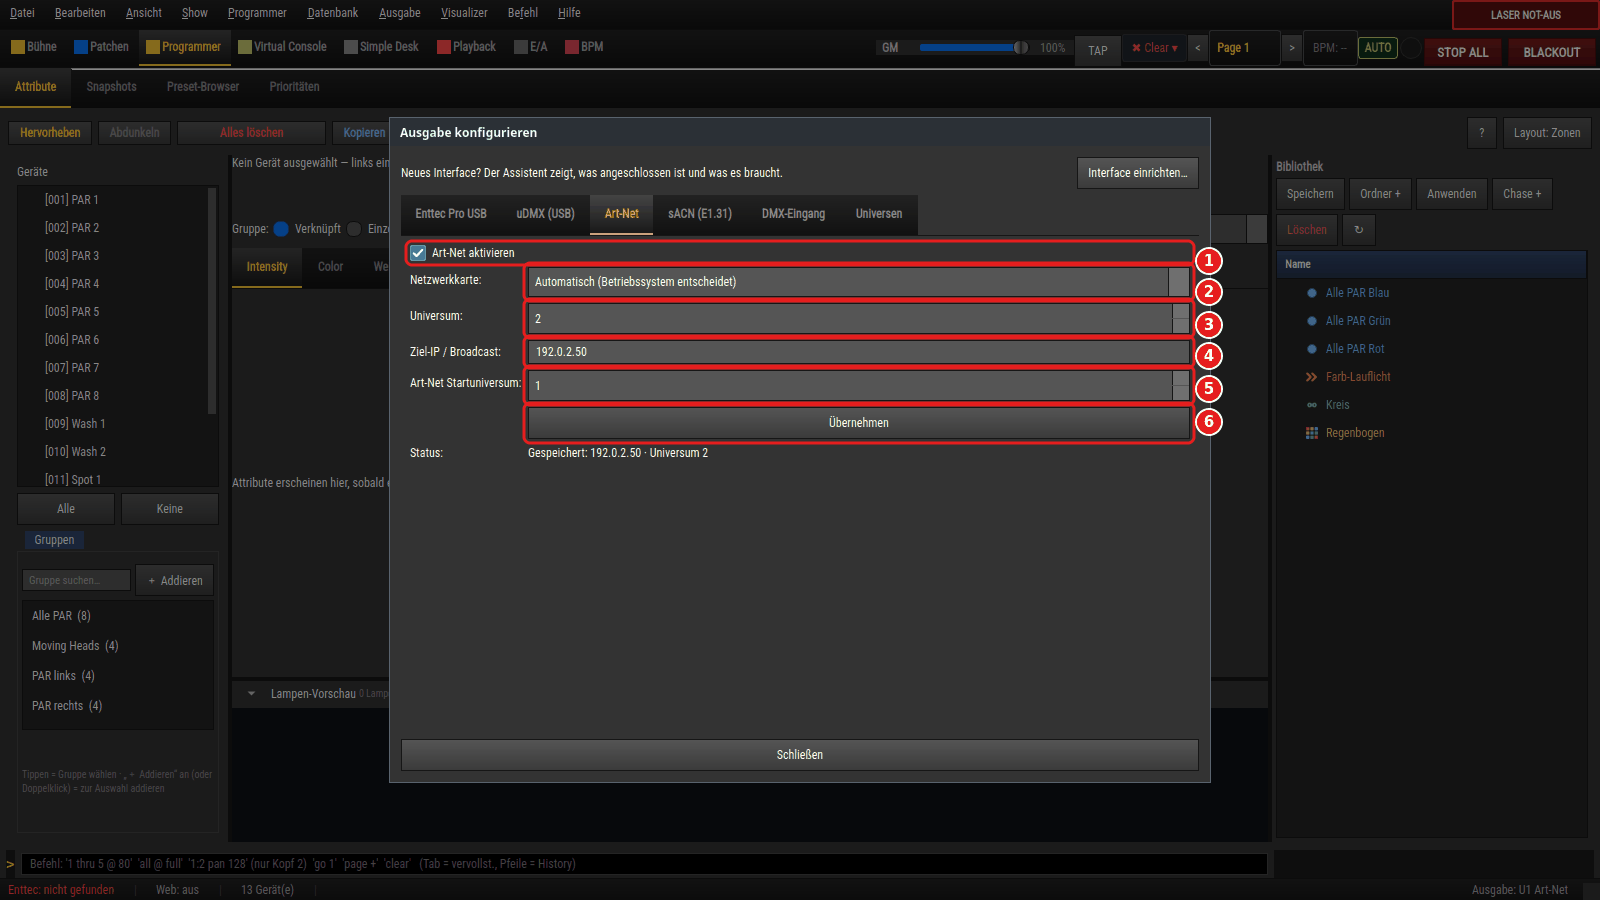 Datei Bearbeiten Ansicht Show Programmer Datenbank Ausgabe Visualizer Befehl Hilfe
LASER NOT-AUS
Bühne Patchen Programmer Virtual Console Simple Desk Playback E/A BPM
GM 100% TAP ✖ Clear ▾ < Page 1 > BPM: -- AUTO STOP ALL BLACKOUT
Attribute Snapshots Preset-Browser Prioritäten
Hervorheben Abdunkeln Alles löschen Kopieren
? Layout: Zonen
Ausgabe konfigurieren
Neues Interface? Der Assistent zeigt, was angeschlossen ist und was es braucht.
Interface einrichten...
Enttec Pro USB uDMX (USB) Art-Net sACN (E1.31) DMX-Eingang Universen
Art-Net aktivieren
1
Netzwerkkarte: Automatisch (Betriebssystem entscheidet)
2
Universum: 2
3
Ziel-IP / Broadcast: 192.0.2.50
4
Art-Net Startuniversum: 1
5
Übernehmen
6
Status: Gespeichert: 192.0.2.50 · Universum 2
Schließen
Geräte
[001] PAR 1
[002] PAR 2
[003] PAR 3
[004] PAR 4
[005] PAR 5
[006] PAR 6
[007] PAR 7
[008] PAR 8
[009] Wash 1
[010] Wash 2
[011] Spot 1
Alle Keine
Gruppen
Gruppe suchen...
+ Addieren
Alle PAR (8)
Moving Heads (4)
PAR links (4)
PAR rechts (4)
Tippen = Gruppe wählen · „ + Addieren" an (oder
Doppelklick) = zur Auswahl addieren
Kein Gerät ausgewählt — links ein
Gruppe: Verknüpft Einze
Intensity Color We
Attribute erscheinen hier, sobald
Lampen-Vorschau 0 Lamp
Bibliothek
Speichern Ordner + Anwenden Chase +
Löschen ↻
Name
Alle PAR Blau
Alle PAR Grün
Alle PAR Rot
Farb-Lauflicht
Kreis
Regenbogen
> Befehl: '1 thru 5 @ 80' 'all @ full' '1:2 pan 128' (nur Kopf 2) 'go 1' 'page +' 'clear' (Tab = vervollst., Pfeile = History)
Enttec: nicht gefunden Web: aus 13 Gerät(e)
Ausgabe: U1 Art-Net